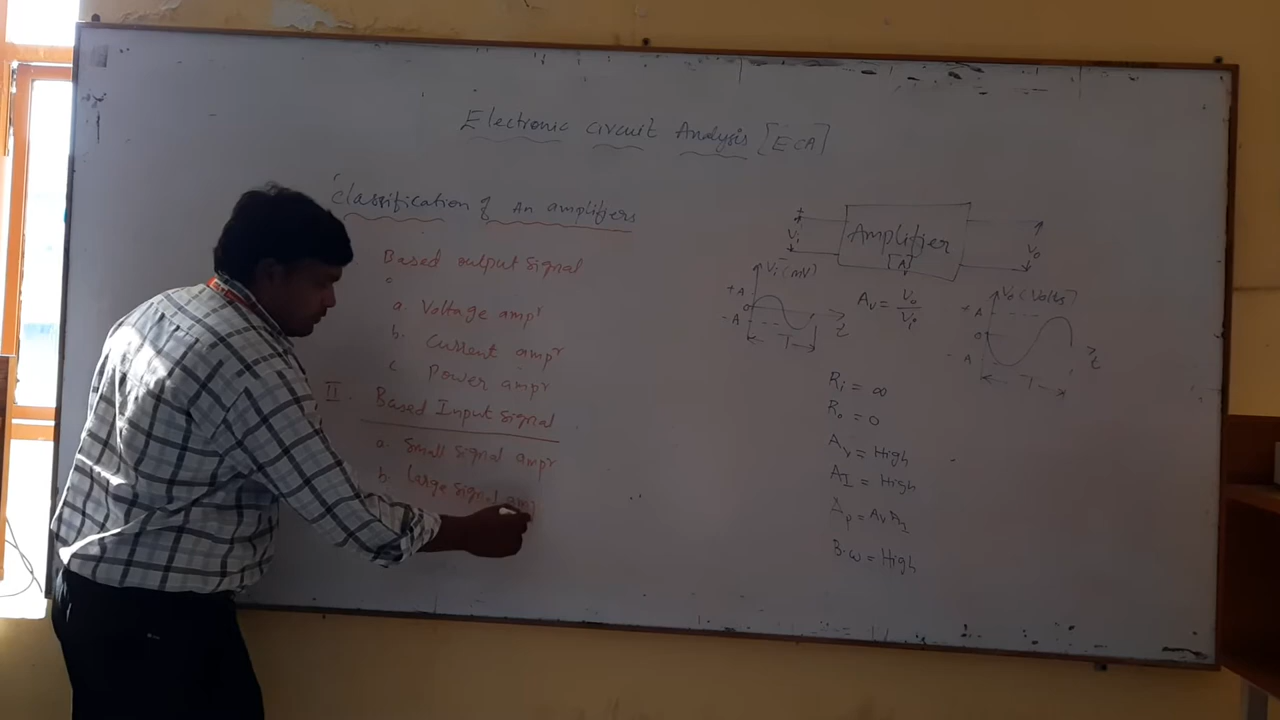 Electronic circuit Analysis [ECA]
Classification of An amplifiers
Based output signal
a. Voltage ampr
b. Current ampr
c. Power ampr
II. Based Input signal
a. Small signal ampr
b. large signal amp
+
Vi
-
Amplifier
[A]
Vo
Vi (mV)
+A
0
-A
T
t
Av = Vo/Vi
Vo (Volts)
+A
0
-A
T
t
Ri = ∞
Ro = 0
Av = High
AI = High
Ap = Av AI
B.W = High